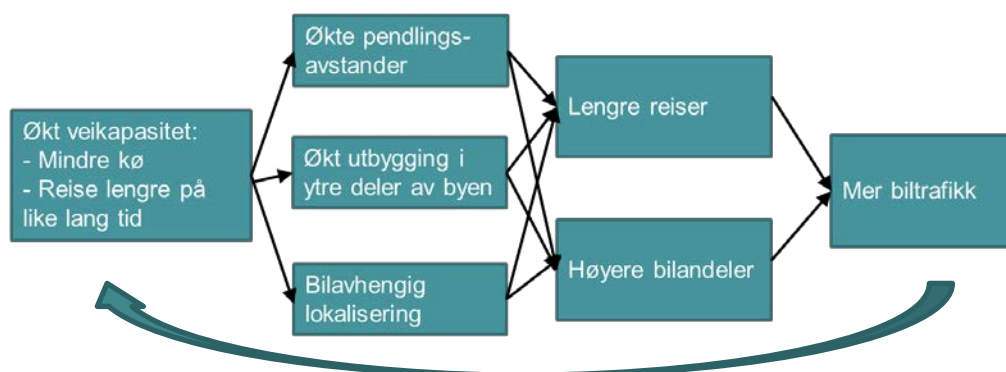 Økt veikapasitet:
- Mindre kø
- Reise lengre på
like lang tid
Økte pendlings-
avstander
Økt utbygging i
ytre deler av byen
Bilavhengig
lokalisering
Lengre reiser
Høyere bilandeler
Mer biltrafikk